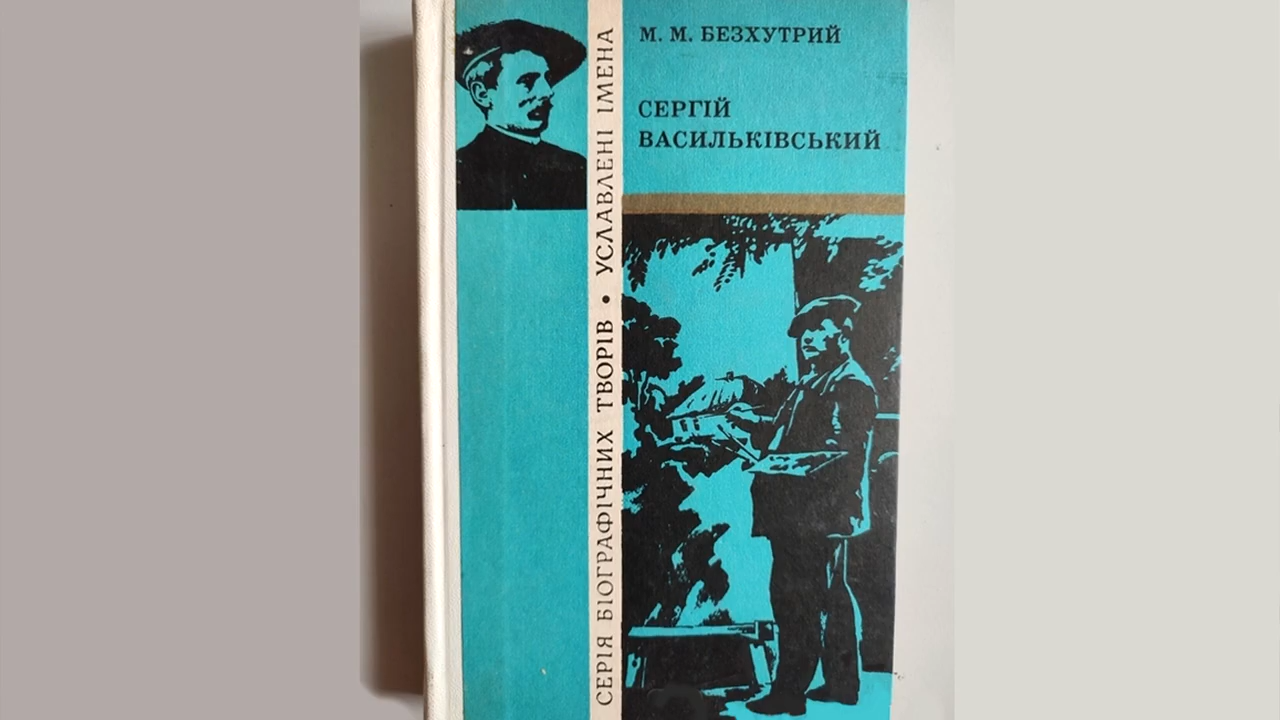 М. М. БЕЗХУТРИЙ
СЕРГІЙ
ВАСИЛЬКІВСЬКИЙ
СЕРІЯ БІОГРАФІЧНИХ ТВОРІВ • УСЛАВЛЕНІ ІМЕНА